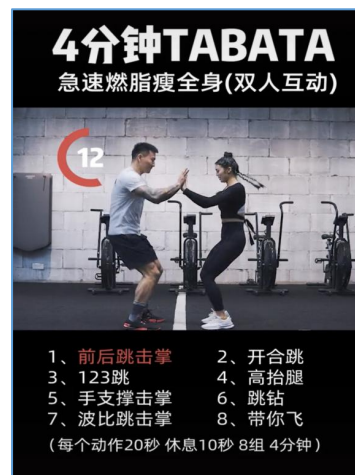 4分钟TABATA
急速燃脂瘦全身(双人互动)
12
1、前后跳击掌 2、开合跳
3、123跳 4、高抬腿
5、手支撑击掌 6、跳钻
7、波比跳击掌 8、带你飞
(每个动作20秒 休息10秒 8组 4分钟)